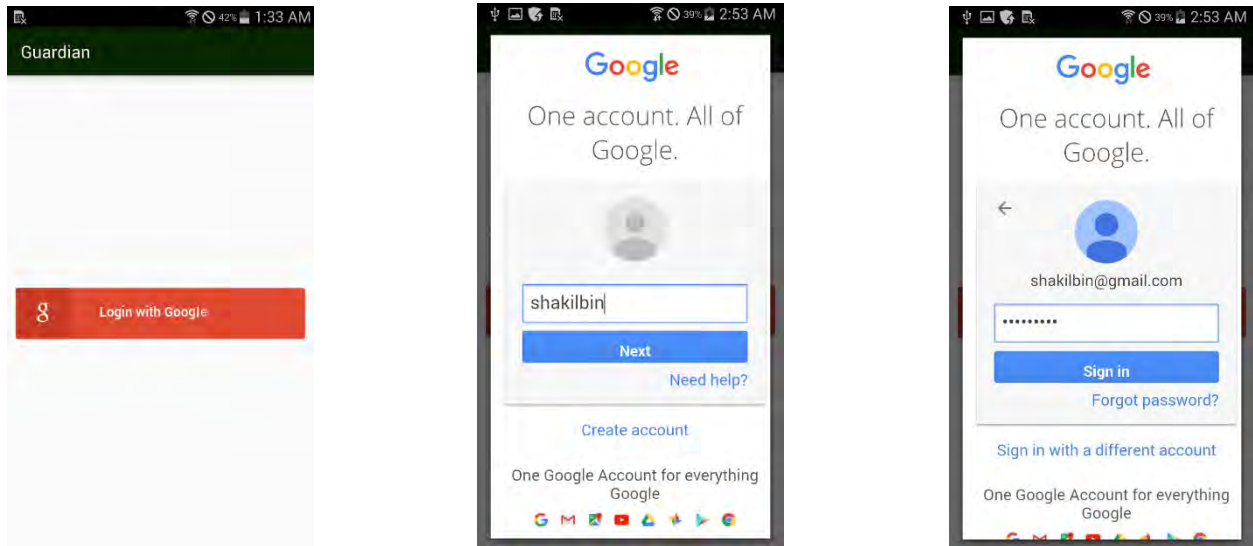 42% 1:33 AM
Guardian
g Login with Google
39% 2:53 AM
Google
One account. All of
Google.
shakilbin
Next
Need help?
Create account
One Google Account for everything
Google
39% 2:53 AM
Google
One account. All of
Google.
shakilbin@gmail.com
•••••••••
Sign in
Forgot password?
Sign in with a different account
One Google Account for everything
Google